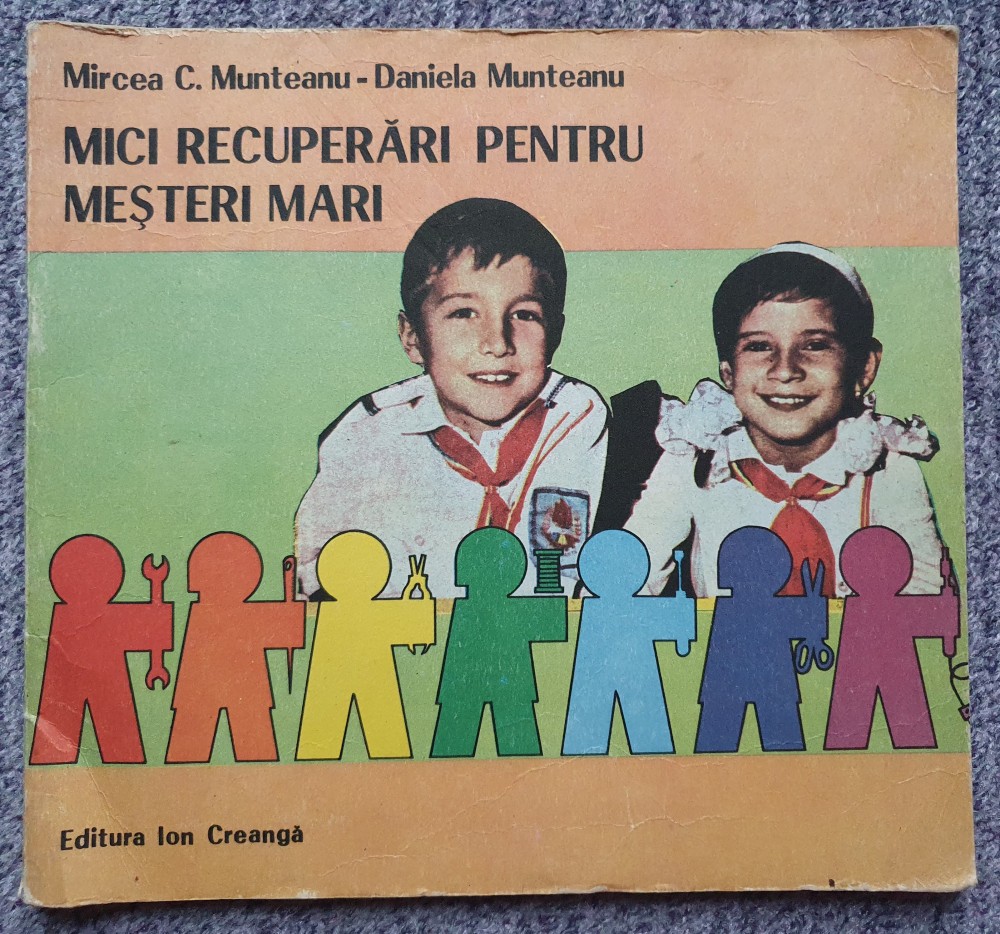 Mircea C. Munteanu - Daniela Munteanu
MICI RECUPERĂRI PENTRU
MEŞTERI MARI
Editura Ion Creangă